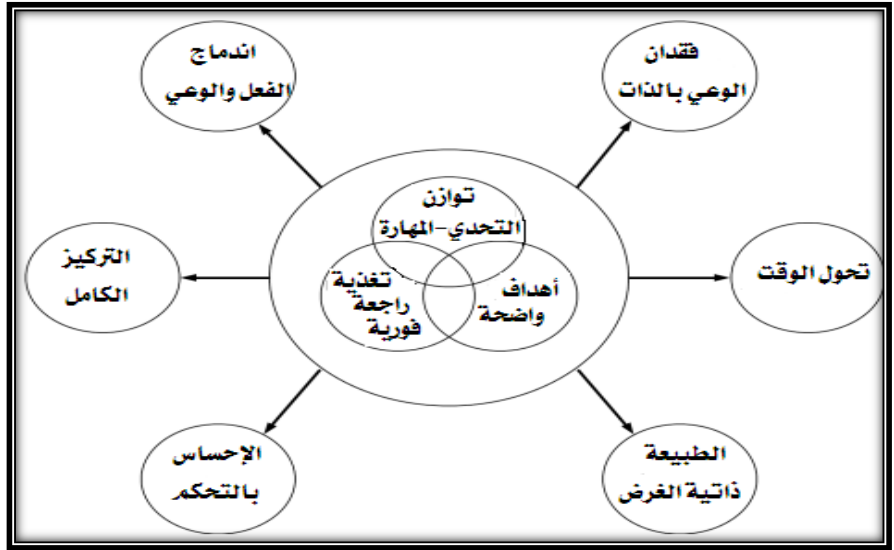 فقدان
الوعي بالذات
اندماج
الفعل والوعي
توازن
التحدي-المهارة
تحول الوقت
أهداف
واضحة
تغذية
راجعة
فورية
التركيز
الكامل
الطبيعة
ذاتية الغرض
الإحساس
بالتحكم